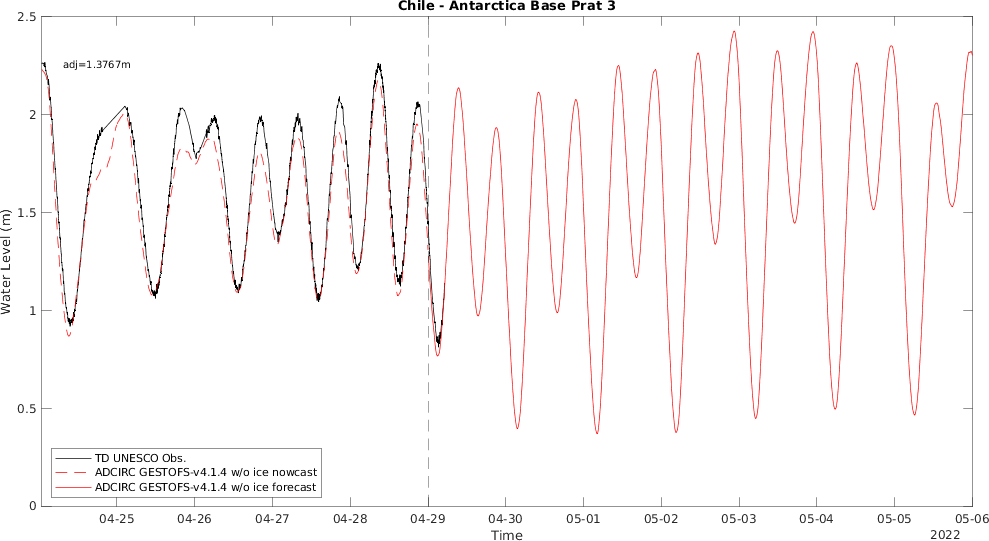 Chile - Antarctica Base Prat 3
2.5
adj=1.3767m
2
1.5
Water Level (m)
1
0.5
TD UNESCO Obs.
ADCIRC GESTOFS-v4.1.4 w/o ice nowcast
ADCIRC GESTOFS-v4.1.4 w/o ice forecast
0
04-25 04-26 04-27 04-28 04-29 04-30 05-01 05-02 05-03 05-04 05-05 05-06
Time
2022